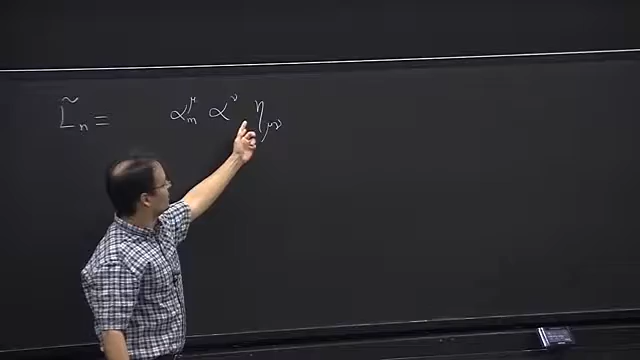 L̃ₙ = αₘ^μ α^ν η_μν